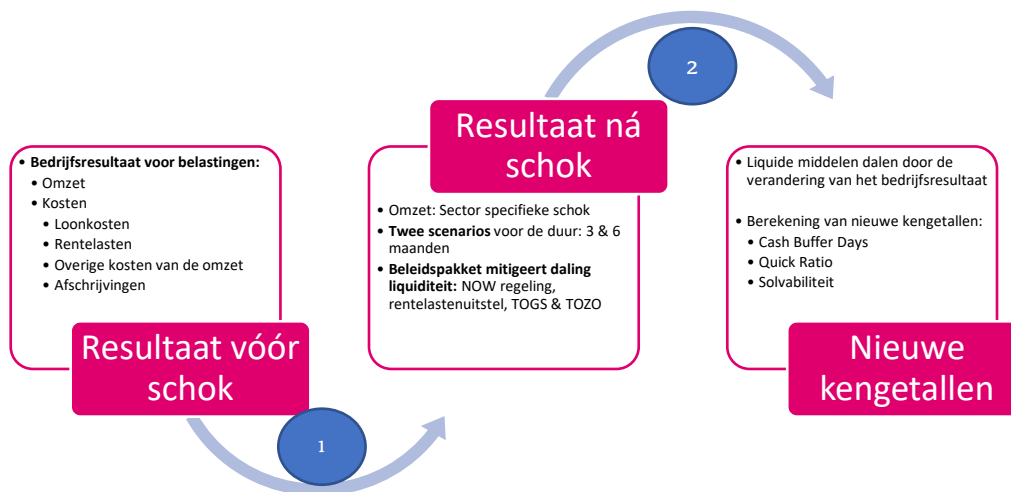 • Bedrijfsresultaat voor belastingen:
• Omzet
• Kosten
• Loonkosten
• Rentelasten
• Overige kosten van de omzet
• Afschrijvingen
Resultaat vóór
schok
1
Resultaat ná
schok
• Omzet: Sector specifieke schok
• Twee scenarios voor de duur: 3 & 6
maanden
• Beleidspakket mitigeert daling
liquiditeit: NOW regeling,
rentelastenuitstel, TOGS & TOZO
2
• Liquide middelen dalen door de
verandering van het bedrijfsresultaat
• Berekening van nieuwe kengetallen:
• Cash Buffer Days
• Quick Ratio
• Solvabiliteit
Nieuwe
kengetallen